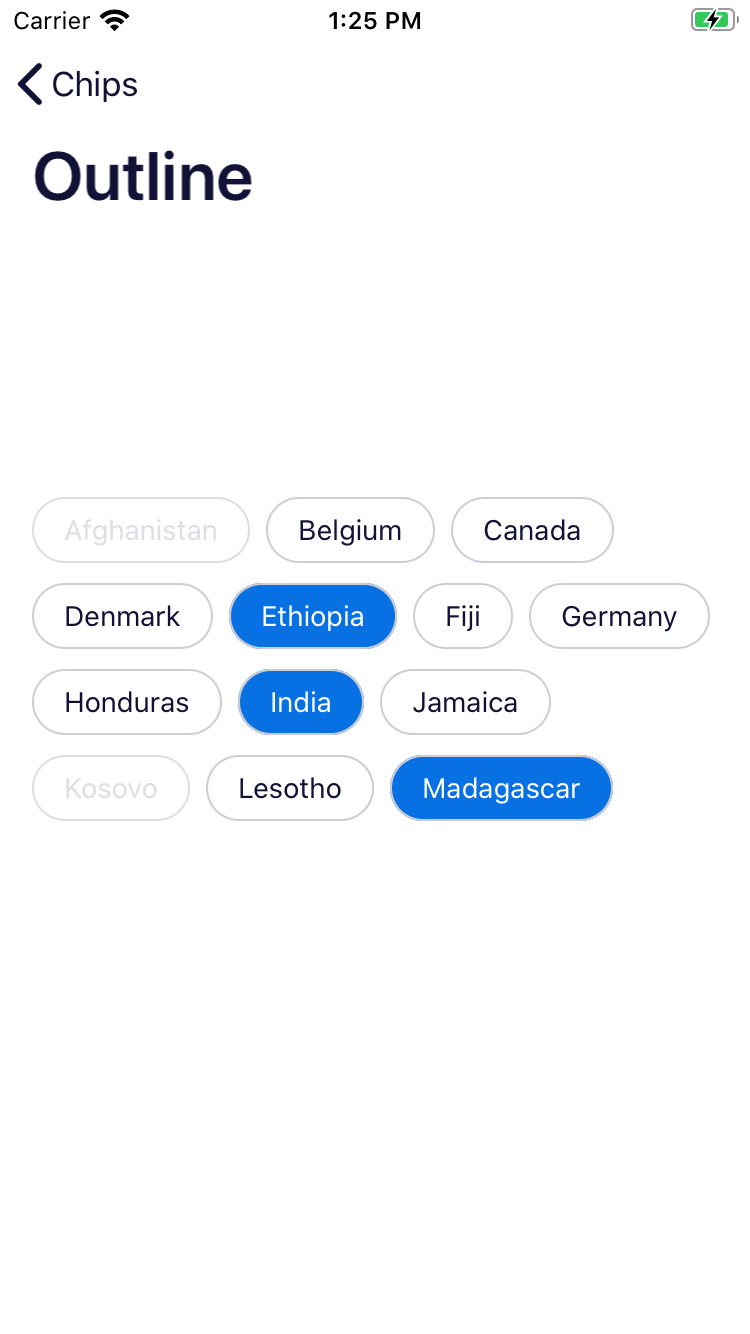 Carrier 1:25 PM
Chips
Outline
Afghanistan Belgium Canada
Denmark Ethiopia Fiji Germany
Honduras India Jamaica
Kosovo Lesotho Madagascar